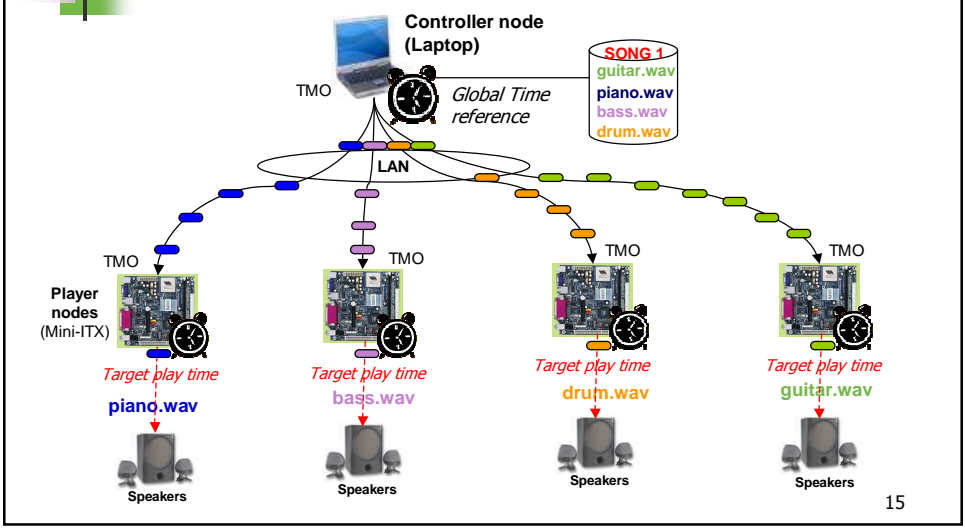 Controller node
(Laptop)
TMO
Global Time
reference
SONG 1
guitar.wav
piano.wav
bass.wav
drum.wav
LAN
TMO
TMO
TMO
TMO
Player
nodes
(Mini-ITX)
Target play time
Target play time
Target play time
Target play time
piano.wav
bass.wav
drum.wav
guitar.wav
Speakers
Speakers
Speakers
Speakers
15